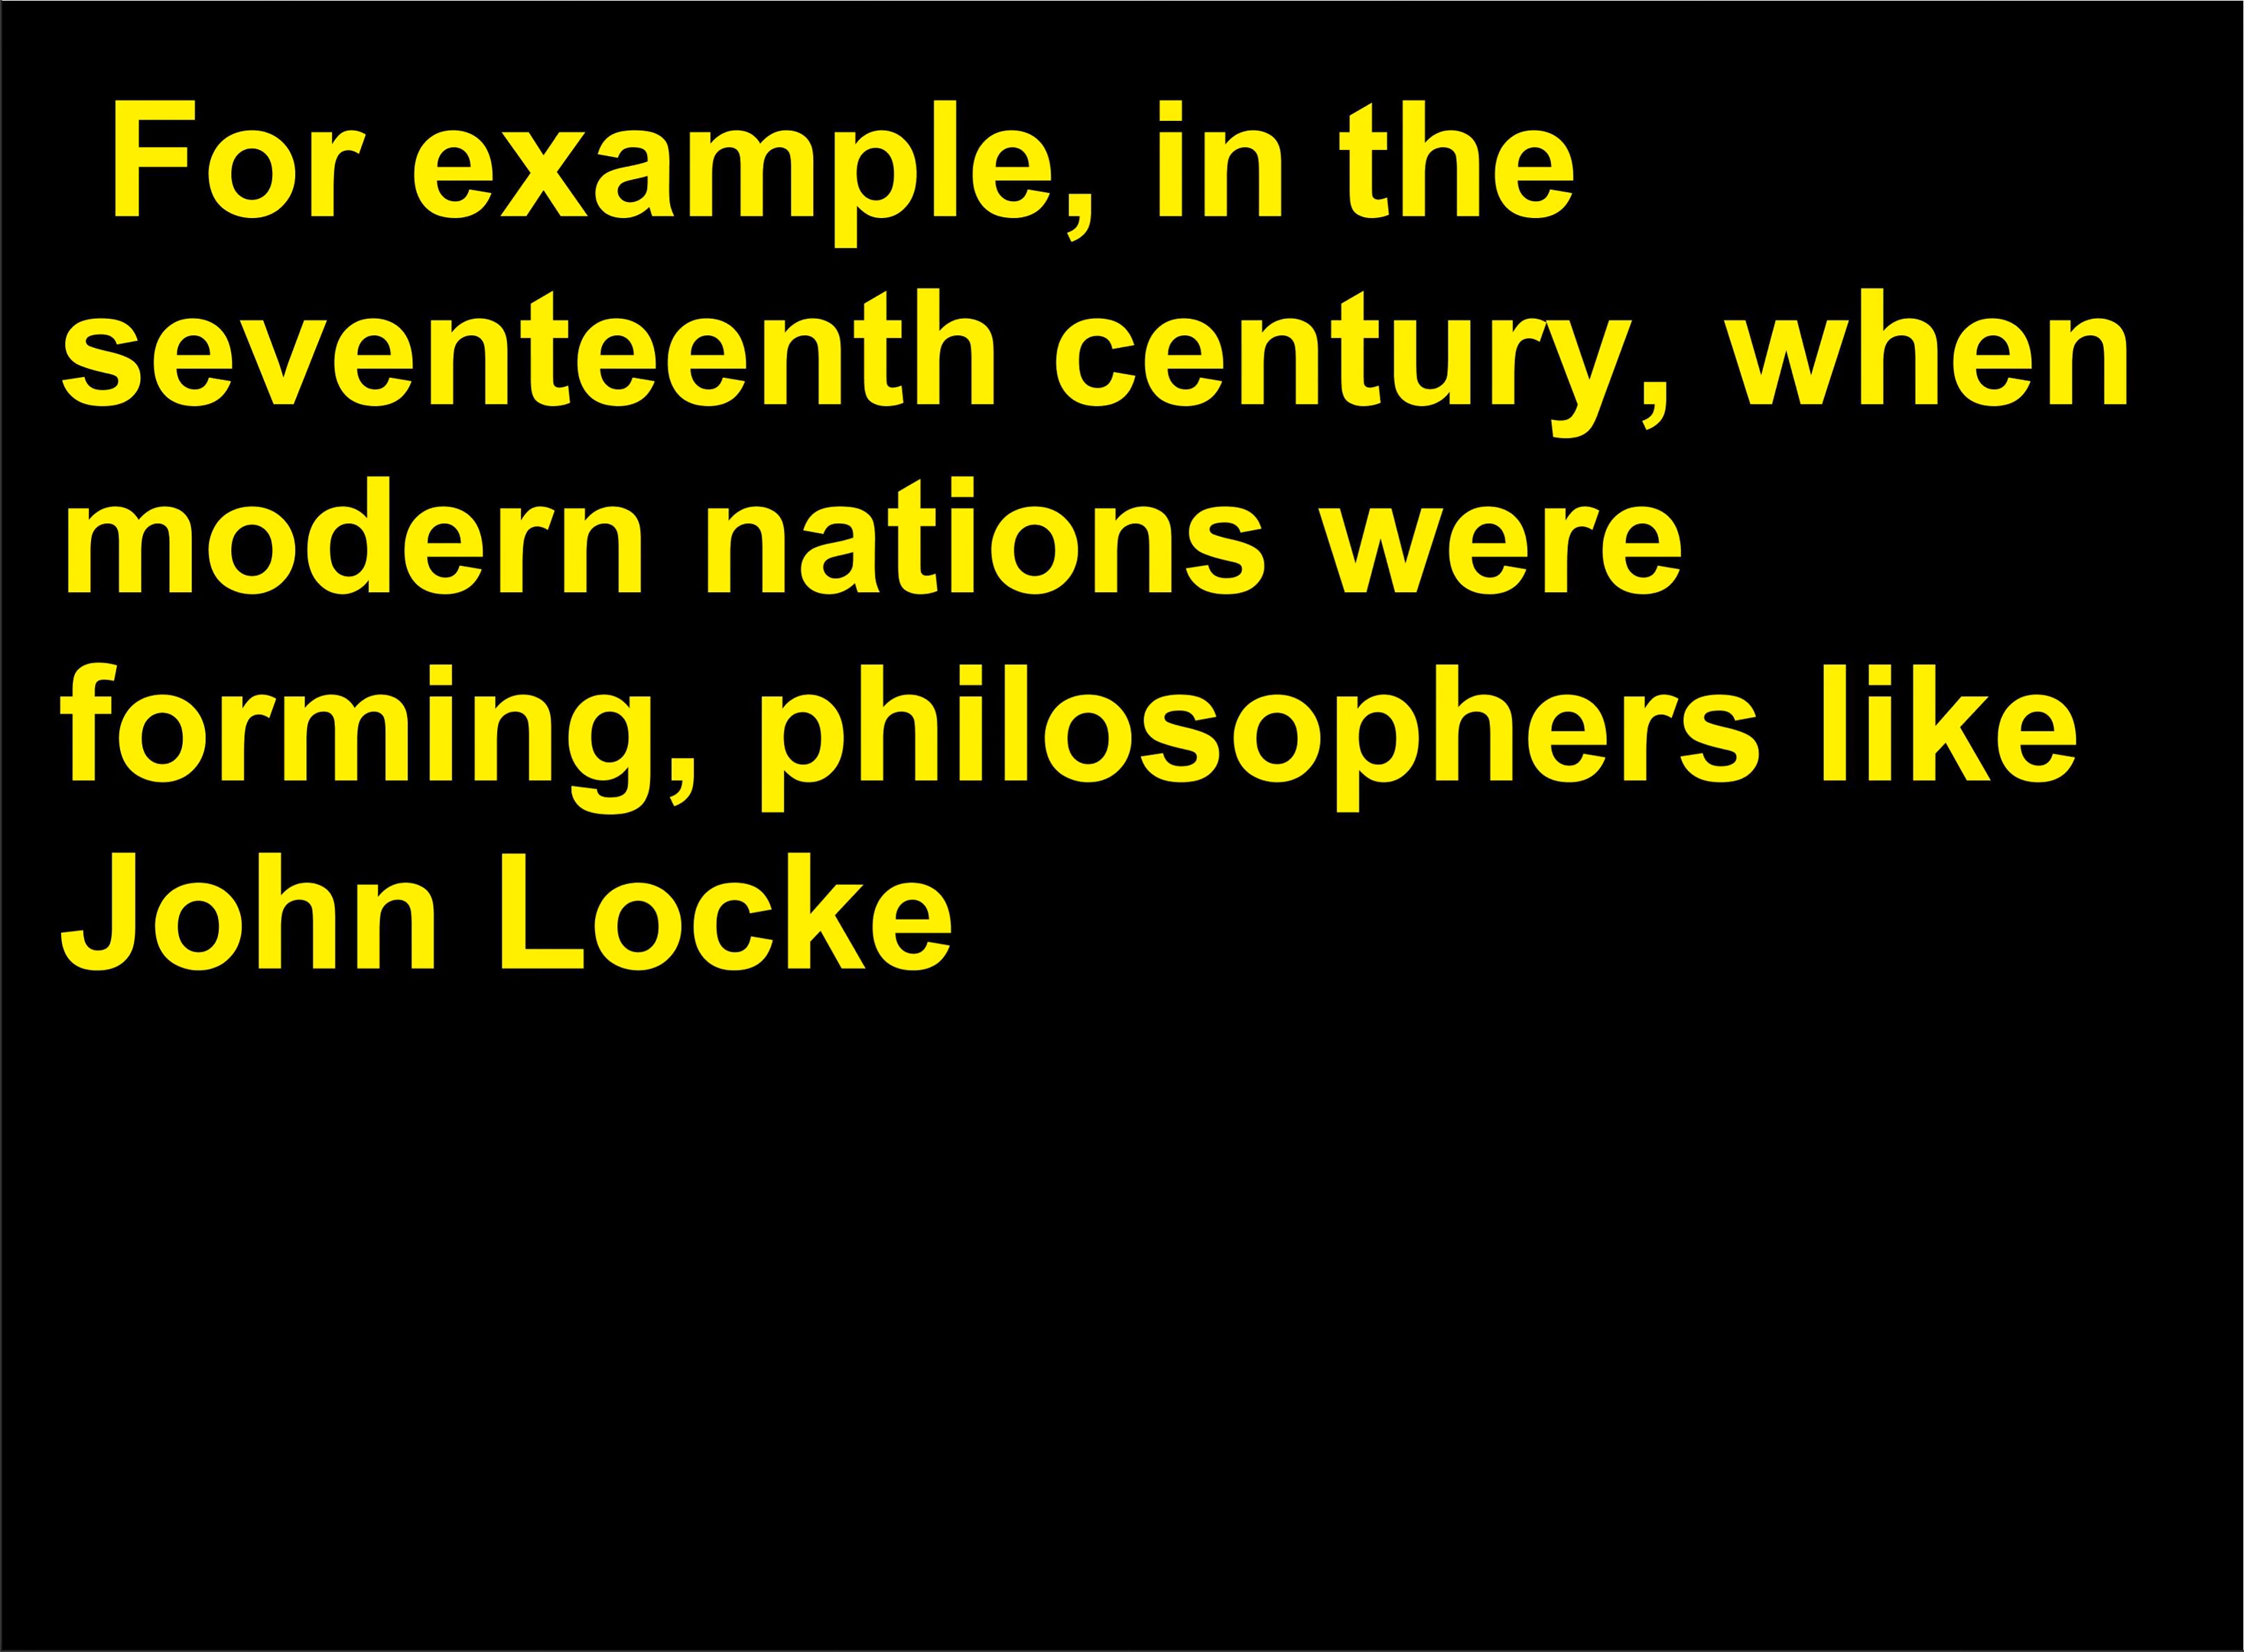 For example, in the
seventeenth century, when
modern nations were
forming, philosophers like
John Locke